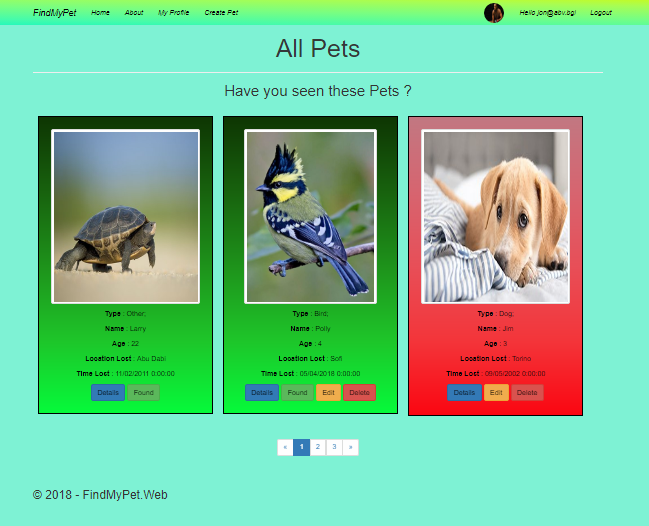 FindMyPet Home About My Profile Create Pet Hello jon@abv.bg! Logout
All Pets
Have you seen these Pets ?
Type : Other;
Name : Larry
Age : 22
Location Lost : Abu Dabi
Time Lost : 11/02/2011 0:00:00
Details Found
Type : Bird;
Name : Polly
Age : 4
Location Lost : Sofi
Time Lost : 05/04/2018 0:00:00
Details Found Edit Delete
Type : Dog;
Name : Jim
Age : 3
Location Lost : Torino
Time Lost : 09/05/2002 0:00:00
Details Edit Delete
« 1 2 3 »
© 2018 - FindMyPet.Web